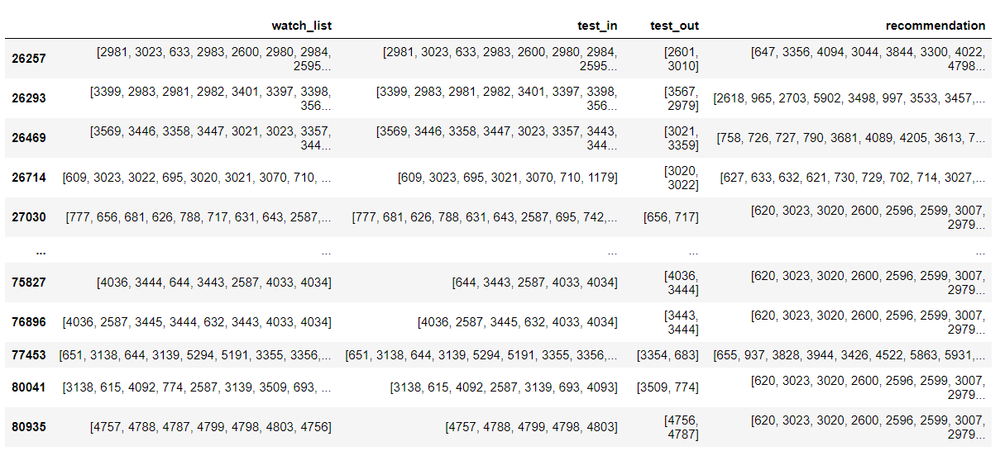 watch_list test_in test_out recommendation
26257 [2981, 3023, 633, 2983, 2600, 2980, 2984, 2595... [2981, 3023, 633, 2983, 2600, 2980, 2984, 2595... [2601, 3010] [647, 3356, 4094, 3044, 3844, 3300, 4022, 4798...
26293 [3399, 2983, 2981, 2982, 3401, 3397, 3398, 356... [3399, 2983, 2981, 2982, 3401, 3397, 3398, 356... [3567, 2979] [2618, 965, 2703, 5902, 3498, 997, 3533, 3457,...
26469 [3569, 3446, 3358, 3447, 3021, 3023, 3357, 344... [3569, 3446, 3358, 3447, 3023, 3357, 3443, 344... [3021, 3359] [758, 726, 727, 790, 3681, 4089, 4205, 3613, 7...
26714 [609, 3023, 3022, 695, 3020, 3021, 3070, 710, ... [609, 3023, 695, 3021, 3070, 710, 1179] [3020, 3022] [627, 633, 632, 621, 730, 729, 702, 714, 3027,...
27030 [777, 656, 681, 626, 788, 717, 631, 643, 2587,... [777, 681, 626, 788, 631, 643, 2587, 695, 742,... [656, 717] [620, 3023, 3020, 2600, 2596, 2599, 3007, 2979...
... ... ... ... ...
75827 [4036, 3444, 644, 3443, 2587, 4033, 4034] [644, 3443, 2587, 4033, 4034] [4036, 3444] [620, 3023, 3020, 2600, 2596, 2599, 3007, 2979...
76896 [4036, 2587, 3445, 3444, 632, 3443, 4033, 4034] [4036, 2587, 3445, 632, 4033, 4034] [3443, 3444] [620, 3023, 3020, 2600, 2596, 2599, 3007, 2979...
77453 [651, 3138, 644, 3139, 5294, 5191, 3355, 3356,... [651, 3138, 644, 3139, 5294, 5191, 3355, 3356,... [3354, 683] [655, 937, 3828, 3944, 3426, 4522, 5863, 5931,...
80041 [3138, 615, 4092, 774, 2587, 3139, 3509, 693, ... [3138, 615, 4092, 2587, 3139, 693, 4093] [3509, 774] [620, 3023, 3020, 2600, 2596, 2599, 3007, 2979...
80935 [4757, 4788, 4787, 4799, 4798, 4803, 4756] [4757, 4788, 4799, 4798, 4803] [4756, 4787] [620, 3023, 3020, 2600, 2596, 2599, 3007, 2979...